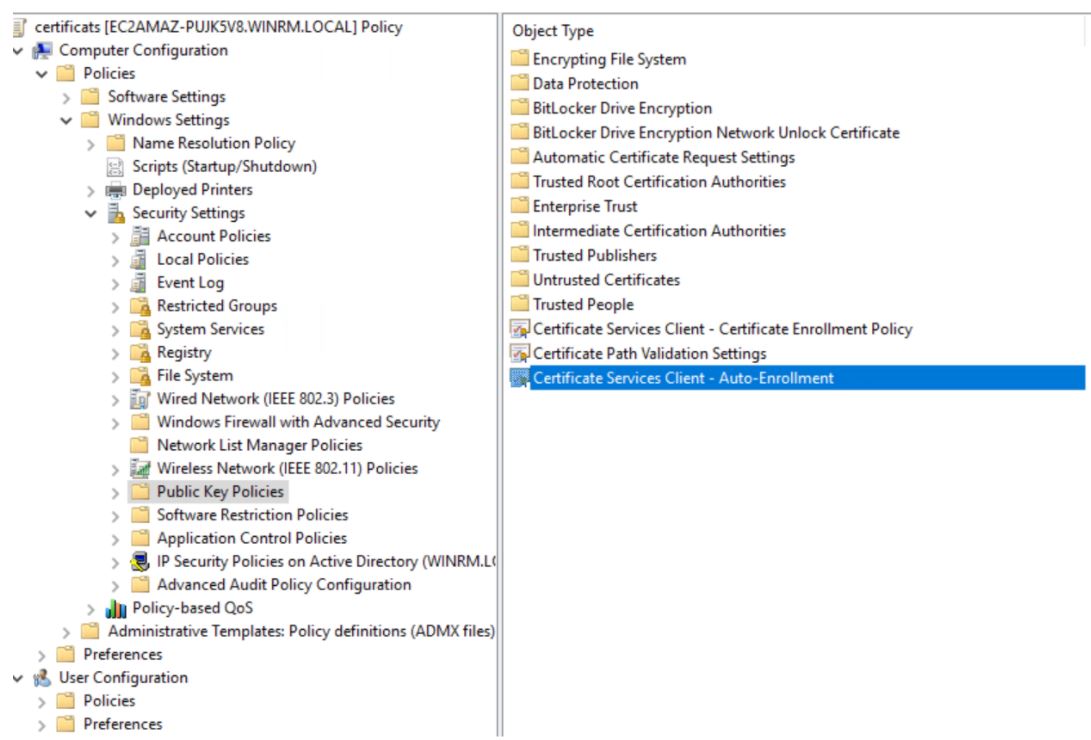 certificats [EC2AMAZ-PUJK5V8.WINRM.LOCAL] Policy
Computer Configuration
Policies
Software Settings
Windows Settings
Name Resolution Policy
Scripts (Startup/Shutdown)
Deployed Printers
Security Settings
Account Policies
Local Policies
Event Log
Restricted Groups
System Services
Registry
File System
Wired Network (IEEE 802.3) Policies
Windows Firewall with Advanced Security
Network List Manager Policies
Wireless Network (IEEE 802.11) Policies
Public Key Policies
Software Restriction Policies
Application Control Policies
IP Security Policies on Active Directory (WINRM.LO
Advanced Audit Policy Configuration
Policy-based QoS
Administrative Templates: Policy definitions (ADMX files)
Preferences
User Configuration
Policies
Preferences
Object Type
Encrypting File System
Data Protection
BitLocker Drive Encryption
BitLocker Drive Encryption Network Unlock Certificate
Automatic Certificate Request Settings
Trusted Root Certification Authorities
Enterprise Trust
Intermediate Certification Authorities
Trusted Publishers
Untrusted Certificates
Trusted People
Certificate Services Client - Certificate Enrollment Policy
Certificate Path Validation Settings
Certificate Services Client - Auto-Enrollment